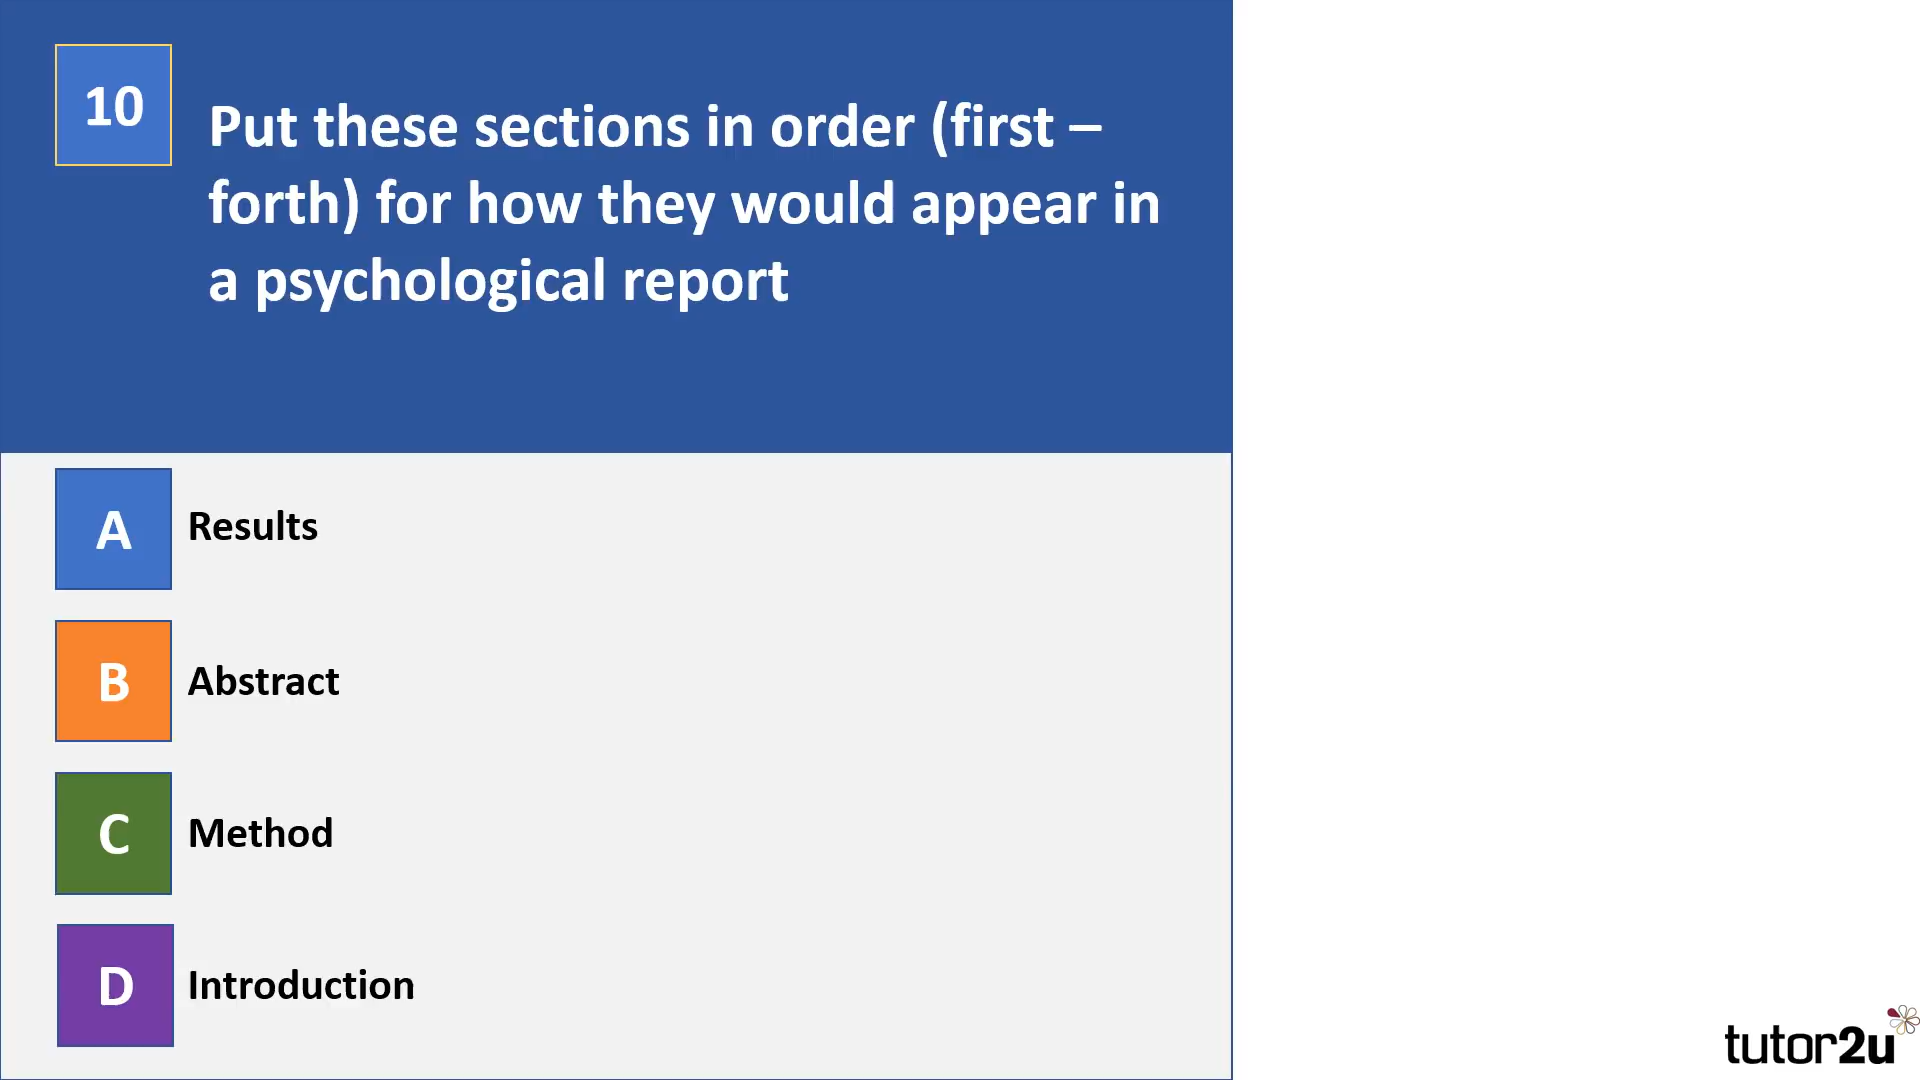 10
Put these sections in order (first –
forth) for how they would appear in
a psychological report
A Results
B Abstract
C Method
D Introduction
tutor2u